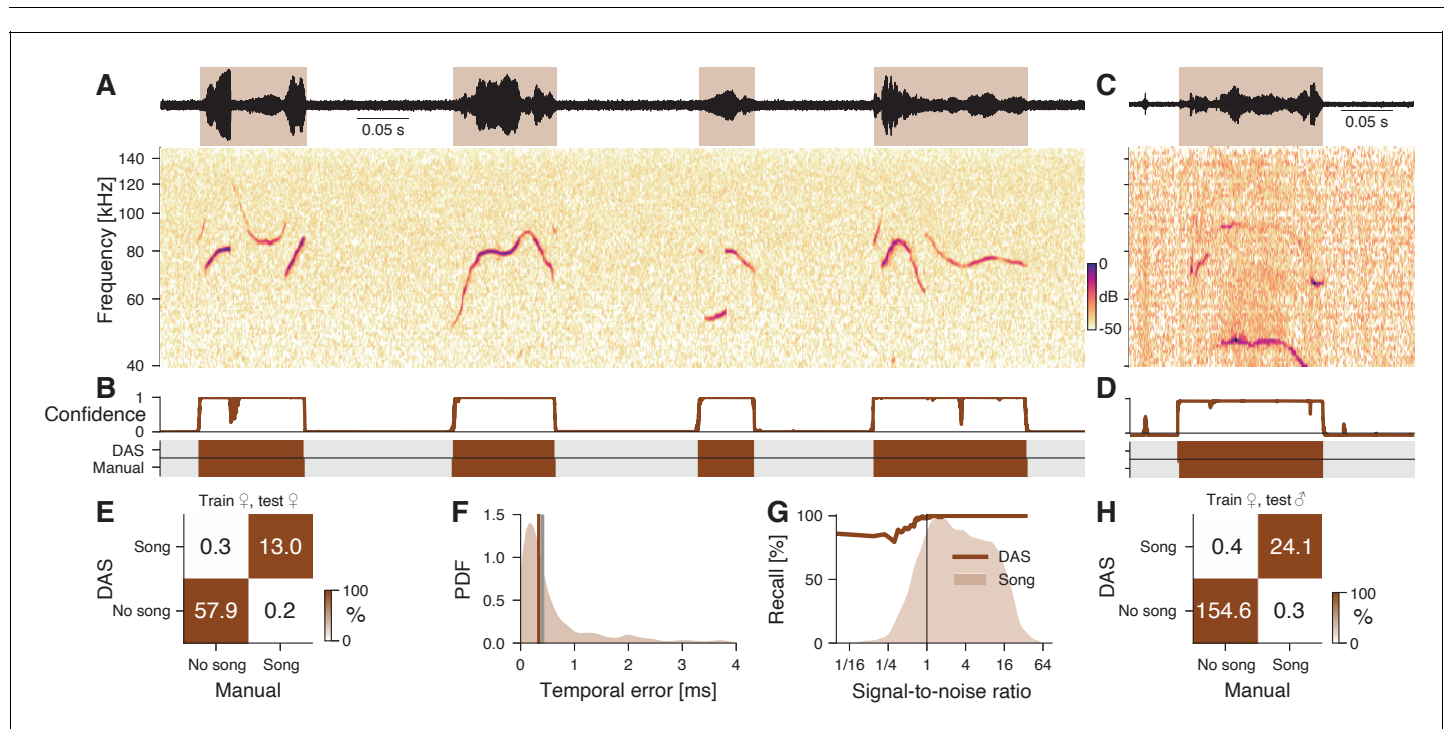 A
C
0.05 s
0.05 s
Frequency [kHz]
140
120
100
80
60
40
0
dB
-50
B
D
Confidence
1
0
DAS
Manual
E
Train ♀, test ♀
DAS
Song
No song
0.3
13.0
57.9
0.2
100
%
0
No song
Song
Manual
F
PDF
1.5
1.0
0.5
0.0
0
1
2
3
4
Temporal error [ms]
G
Recall [%]
100
50
0
DAS
Song
1/16
1/4
1
4
16
64
Signal-to-noise ratio
H
Train ♀, test ♂
DAS
Song
No song
0.4
24.1
154.6
0.3
100
%
0
No song
Song
Manual